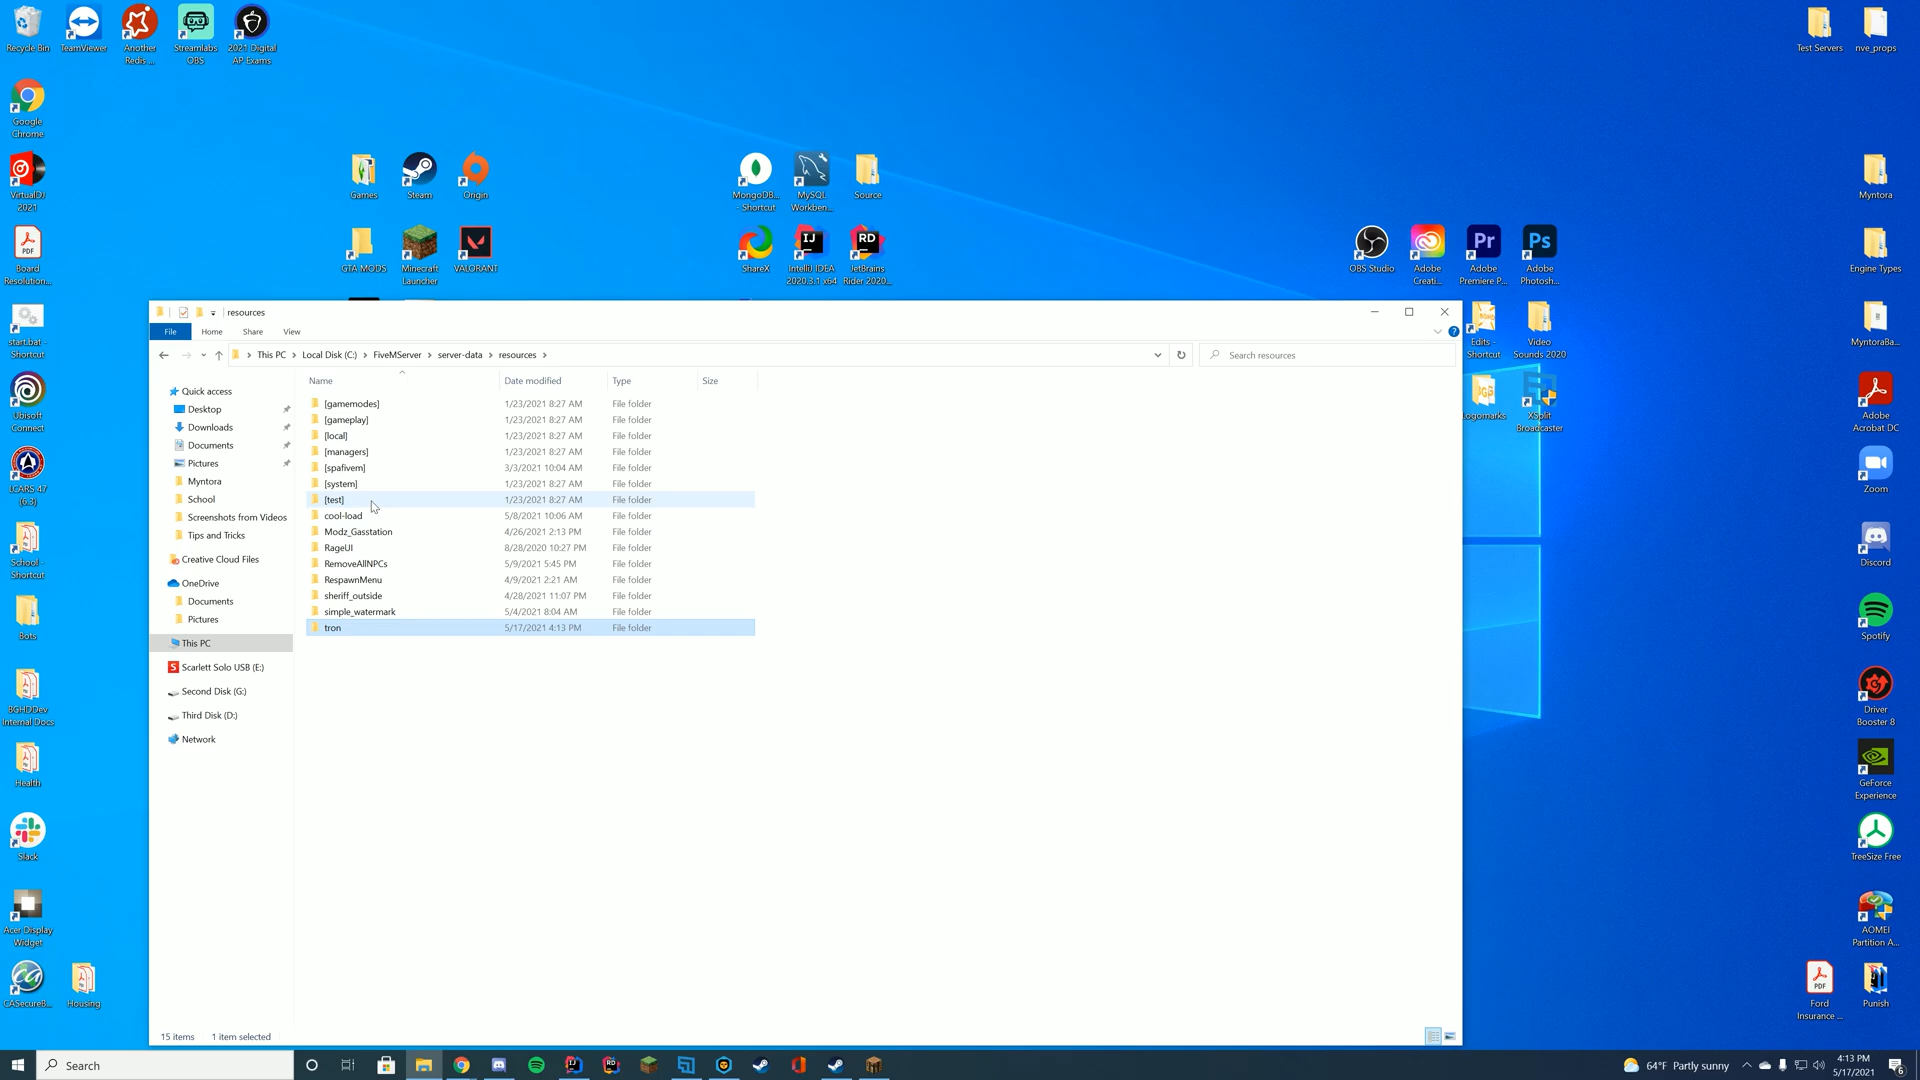 Recycle Bin
TeamViewer
Another
Redis ...
Streamlabs
OBS
2021 Digital
AP Exams
Test Servers
nve_props
Google
Chrome
VirtualDJ
2021
Games
Steam
Origin
MongoDB...
- Shortcut
MySQL
Workben...
Source
Myntora
Board
Resolution...
GTA MODS
Minecraft
Launcher
VALORANT
ShareX
IntelliJ IDEA
2020.3.1 x64
JetBrains
Rider 2020...
OBS Studio
Adobe
Creati...
Adobe
Premiere P...
Adobe
Photosh...
Engine Types
start.bat -
Shortcut
Edits -
Shortcut
Video
Sounds 2020
MyntoraBa...
Ubisoft
Connect
Logomarks
XSplit
Broadcaster
Adobe
Acrobat DC
LCARS 47
(6.3)
Zoom
School -
Shortcut
Discord
Bots
Spotify
BGHDDev
Internal Docs
Driver
Booster 8
Health
GeForce
Experience
Slack
TreeSize Free
Acer Display
Widget
AOMEI
Partition A...
CASecureB...
Housing
Ford
Insurance ...
Punish
resources
File
Home
Share
View
This PC
Local Disk (C:)
FiveMServer
server-data
resources
Search resources
Quick access
Desktop
Downloads
Documents
Pictures
Myntora
School
Screenshots from Videos
Tips and Tricks
Creative Cloud Files
OneDrive
Documents
Pictures
This PC
Scarlett Solo USB (E:)
Second Disk (G:)
Third Disk (D:)
Network
Name Date modified Type Size
[gamemodes] 1/23/2021 8:27 AM File folder
[gameplay] 1/23/2021 8:27 AM File folder
[local] 1/23/2021 8:27 AM File folder
[managers] 1/23/2021 8:27 AM File folder
[spafivem] 3/3/2021 10:04 AM File folder
[system] 1/23/2021 8:27 AM File folder
[test] 1/23/2021 8:27 AM File folder
cool-load 5/8/2021 10:06 AM File folder
Modz_Gasstation 4/26/2021 2:13 PM File folder
RageUI 8/28/2020 10:27 PM File folder
RemoveAllNPCs 5/9/2021 5:45 PM File folder
RespawnMenu 4/9/2021 2:21 AM File folder
sheriff_outside 4/28/2021 11:07 PM File folder
simple_watermark 5/4/2021 8:04 AM File folder
tron 5/17/2021 4:13 PM File folder
15 items
1 item selected
Search
64°F Partly sunny
4:13 PM
5/17/2021
6